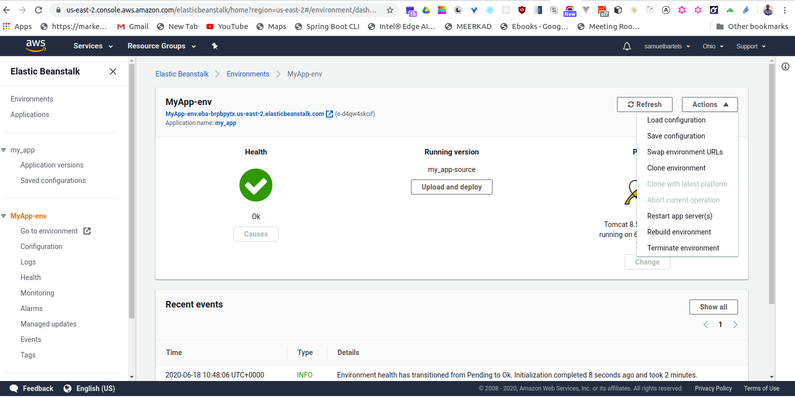 us-east-2.console.aws.amazon.com/elasticbeanstalk/home?region=us-east-2#/environment/dash...
Apps https://marke... Gmail New Tab YouTube Maps Spring Boot CLI Intel® Edge AI... MEERKAD Ebooks - Goog... Meeting Roo... Other bookmarks
aws Services Resource Groups samuelbartels Ohio Support
Elastic Beanstalk
Environments
Applications
my_app
Application versions
Saved configurations
MyApp-env
Go to environment
Configuration
Logs
Health
Monitoring
Alarms
Managed updates
Events
Tags
Elastic Beanstalk Environments MyApp-env
MyApp-env
Refresh Actions
MyApp-env.eba-brpbpytx.us-east-2.elasticbeanstalk.com (e-d4qw4skcif)
Application name: my_app
Load configuration
Save configuration
Swap environment URLs
Clone environment
Clone with latest platform
Abort current operation
Restart app server(s)
Rebuild environment
Terminate environment
Health
Ok
Causes
Running version
my_app-source
Upload and deploy
P
Tomcat 8.5
running on 6
Change
Recent events
Show all
1
Time Type Details
2020-06-18 10:48:06 UTC+0000 INFO Environment health has transitioned from Pending to Ok. Initialization completed 8 seconds ago and took 2 minutes.
Feedback English (US) © 2008 - 2020, Amazon Web Services, Inc. or its affiliates. All rights reserved. Privacy Policy Terms of Use